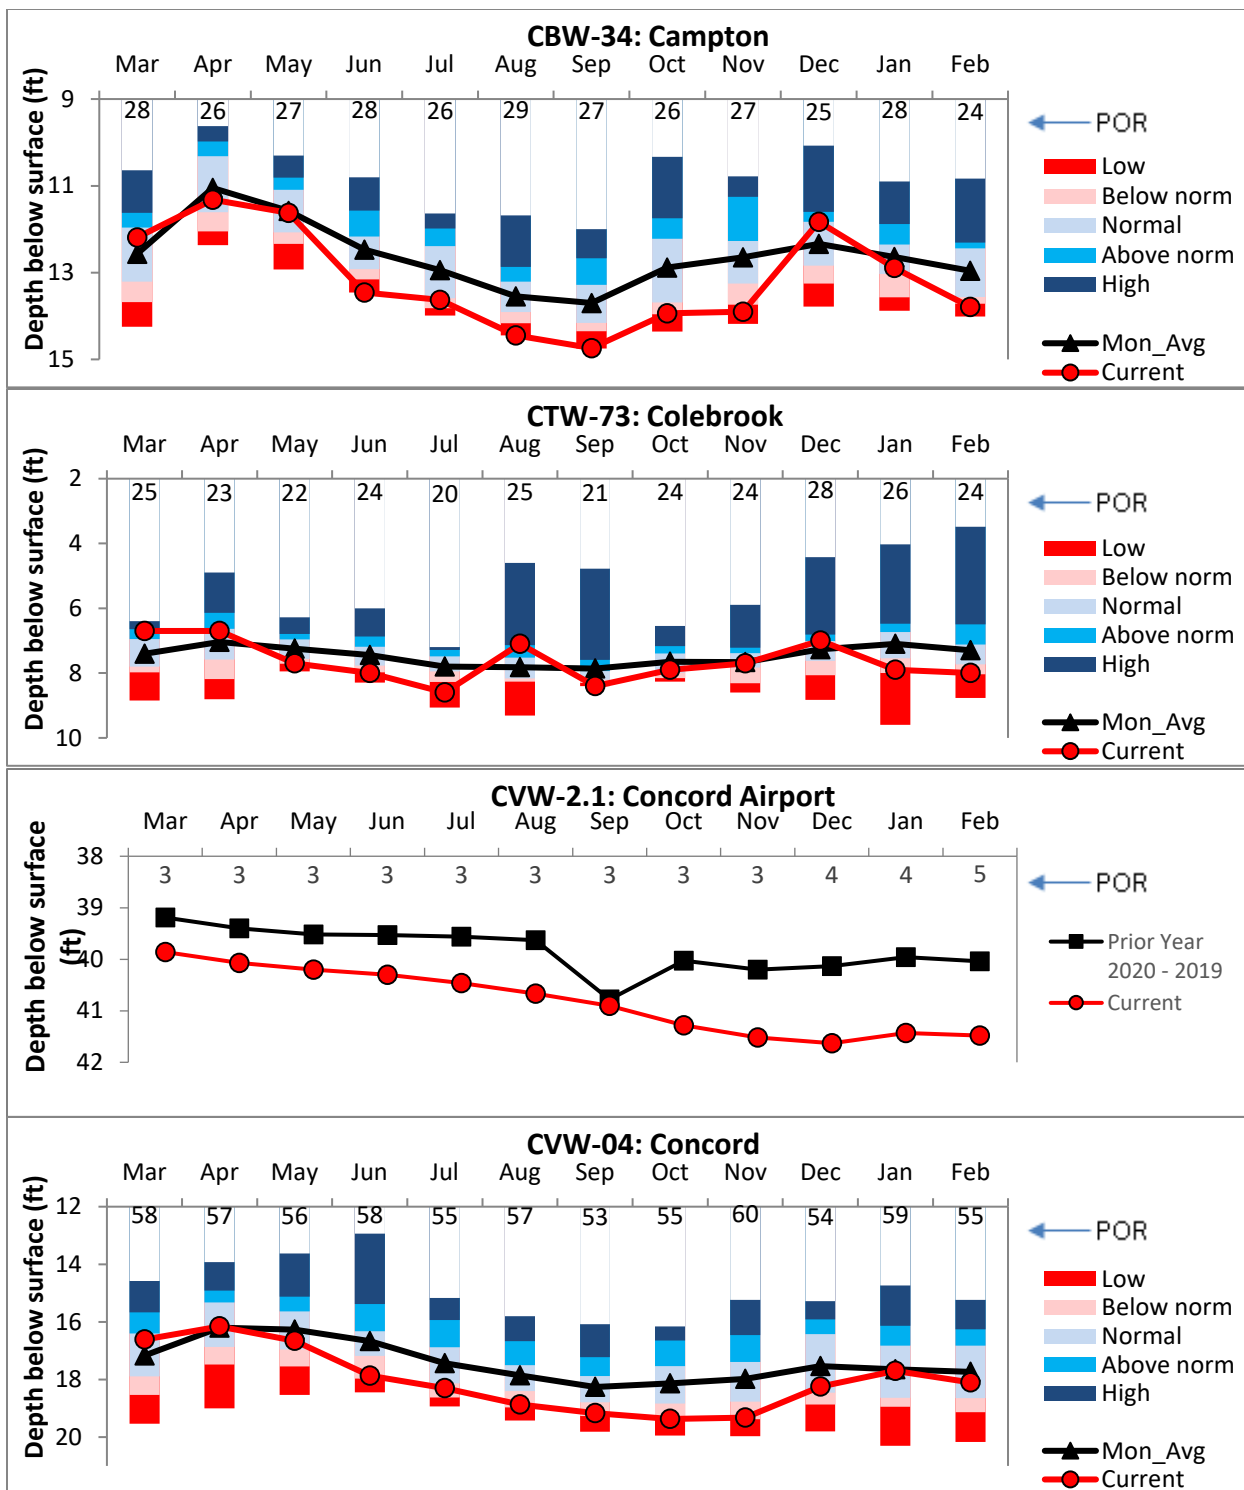 CBW-34: Campton
Mar Apr May Jun Jul Aug Sep Oct Nov Dec Jan Feb
Depth below surface (ft)
9
11
13
15
28 26 27 28 26 29 27 26 27 25 28 24
POR
Low
Below norm
Normal
Above norm
High
Mon_Avg
Current
CTW-73: Colebrook
Mar Apr May Jun Jul Aug Sep Oct Nov Dec Jan Feb
Depth below surface (ft)
2
4
6
8
10
25 23 22 24 20 25 21 24 24 28 26 24
POR
Low
Below norm
Normal
Above norm
High
Mon_Avg
Current
CVW-2.1: Concord Airport
Mar Apr May Jun Jul Aug Sep Oct Nov Dec Jan Feb
Depth below surface
(ft)
38
39
40
41
42
3 3 3 3 3 3 3 3 3 4 4 5
POR
Prior Year
2020 - 2019
Current
CVW-04: Concord
Mar Apr May Jun Jul Aug Sep Oct Nov Dec Jan Feb
Depth below surface (ft)
12
14
16
18
20
58 57 56 58 55 57 53 55 60 54 59 55
POR
Low
Below norm
Normal
Above norm
High
Mon_Avg
Current